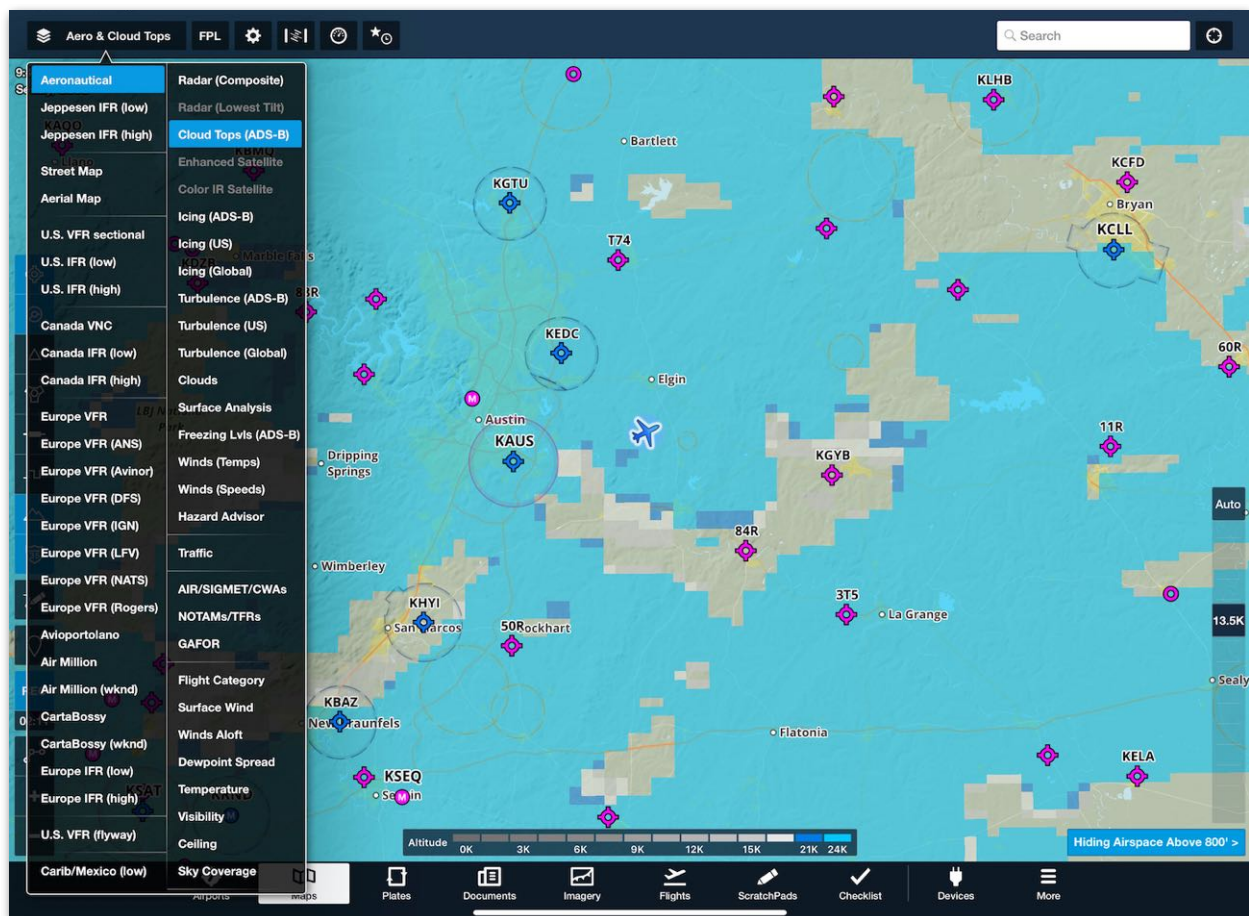 Aero & Cloud Tops
FPL
Search
Aeronautical
Jeppesen IFR (low)
Jeppesen IFR (high)
Street Map
Aerial Map
U.S. VFR sectional
U.S. IFR (low)
U.S. IFR (high)
Canada VNC
Canada IFR (low)
Canada IFR (high)
Europe VFR
Europe VFR (ANS)
Europe VFR (Avinor)
Europe VFR (DFS)
Europe VFR (IGN)
Europe VFR (LFV)
Europe VFR (NATS)
Europe VFR (Rogers)
Avioportolano
Air Million
Air Million (wknd)
CartaBossy
CartaBossy (wknd)
Europe IFR (low)
Europe IFR (high)
U.S. VFR (flyway)
Carib/Mexico (low)
Radar (Composite)
Radar (Lowest Tilt)
Cloud Tops (ADS-B)
Enhanced Satellite
Color IR Satellite
Icing (ADS-B)
Icing (US)
Icing (Global)
Turbulence (ADS-B)
Turbulence (US)
Turbulence (Global)
Clouds
Surface Analysis
Freezing Lvls (ADS-B)
Winds (Temps)
Winds (Speeds)
Hazard Advisor
Traffic
AIR/SIGMET/CWAs
NOTAMs/TFRs
GAFOR
Flight Category
Surface Wind
Winds Aloft
Dewpoint Spread
Temperature
Visibility
Ceiling
Sky Coverage
KLHB
Bartlett
KCFD
KGTU
Bryan
KCLL
T74
KEDC
60R
Elgin
M
Austin
11R
KAUS
Dripping
Springs
KGYB
Auto
84R
Wimberley
3T5
KHYI
La Grange
13.5K
San Marcos
50R
Lockhart
Sealy
KBAZ
New Braunfels
Flatonia
KELA
KSEQ
Seguin
M
KSAT
Altitude
0K
3K
6K
9K
12K
15K
21K
24K
Hiding Airspace Above 800' >
Airports
Maps
Plates
Documents
Imagery
Flights
ScratchPads
Checklist
Devices
More